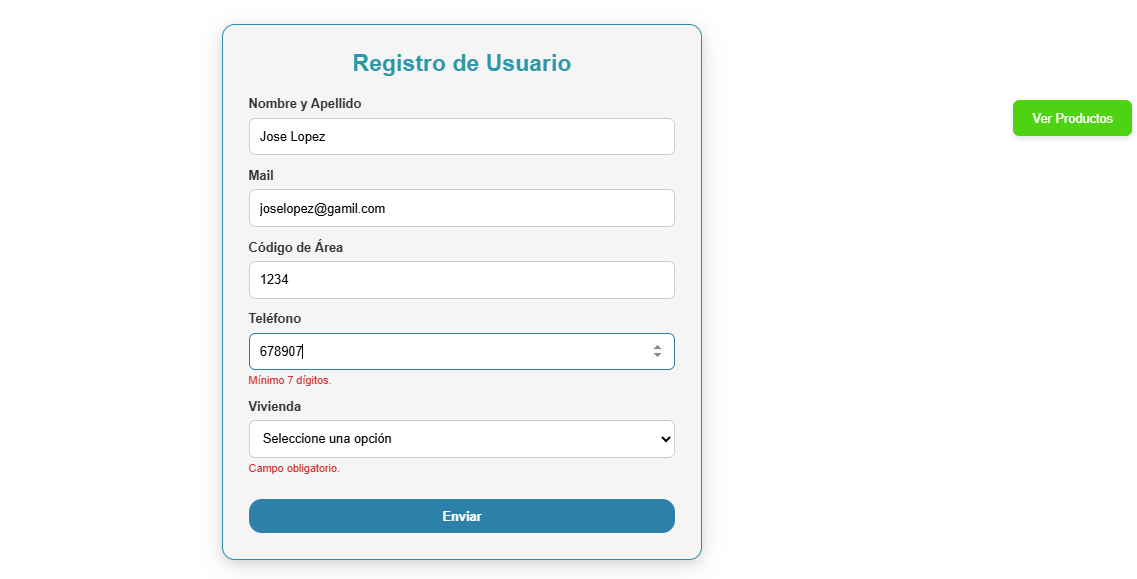 Registro de Usuario
Nombre y Apellido
Jose Lopez
Mail
joselopez@gamil.com
Código de Área
1234
Teléfono
678907
Mínimo 7 dígitos.
Vivienda
Seleccione una opción
Campo obligatorio.
Enviar
Ver Productos